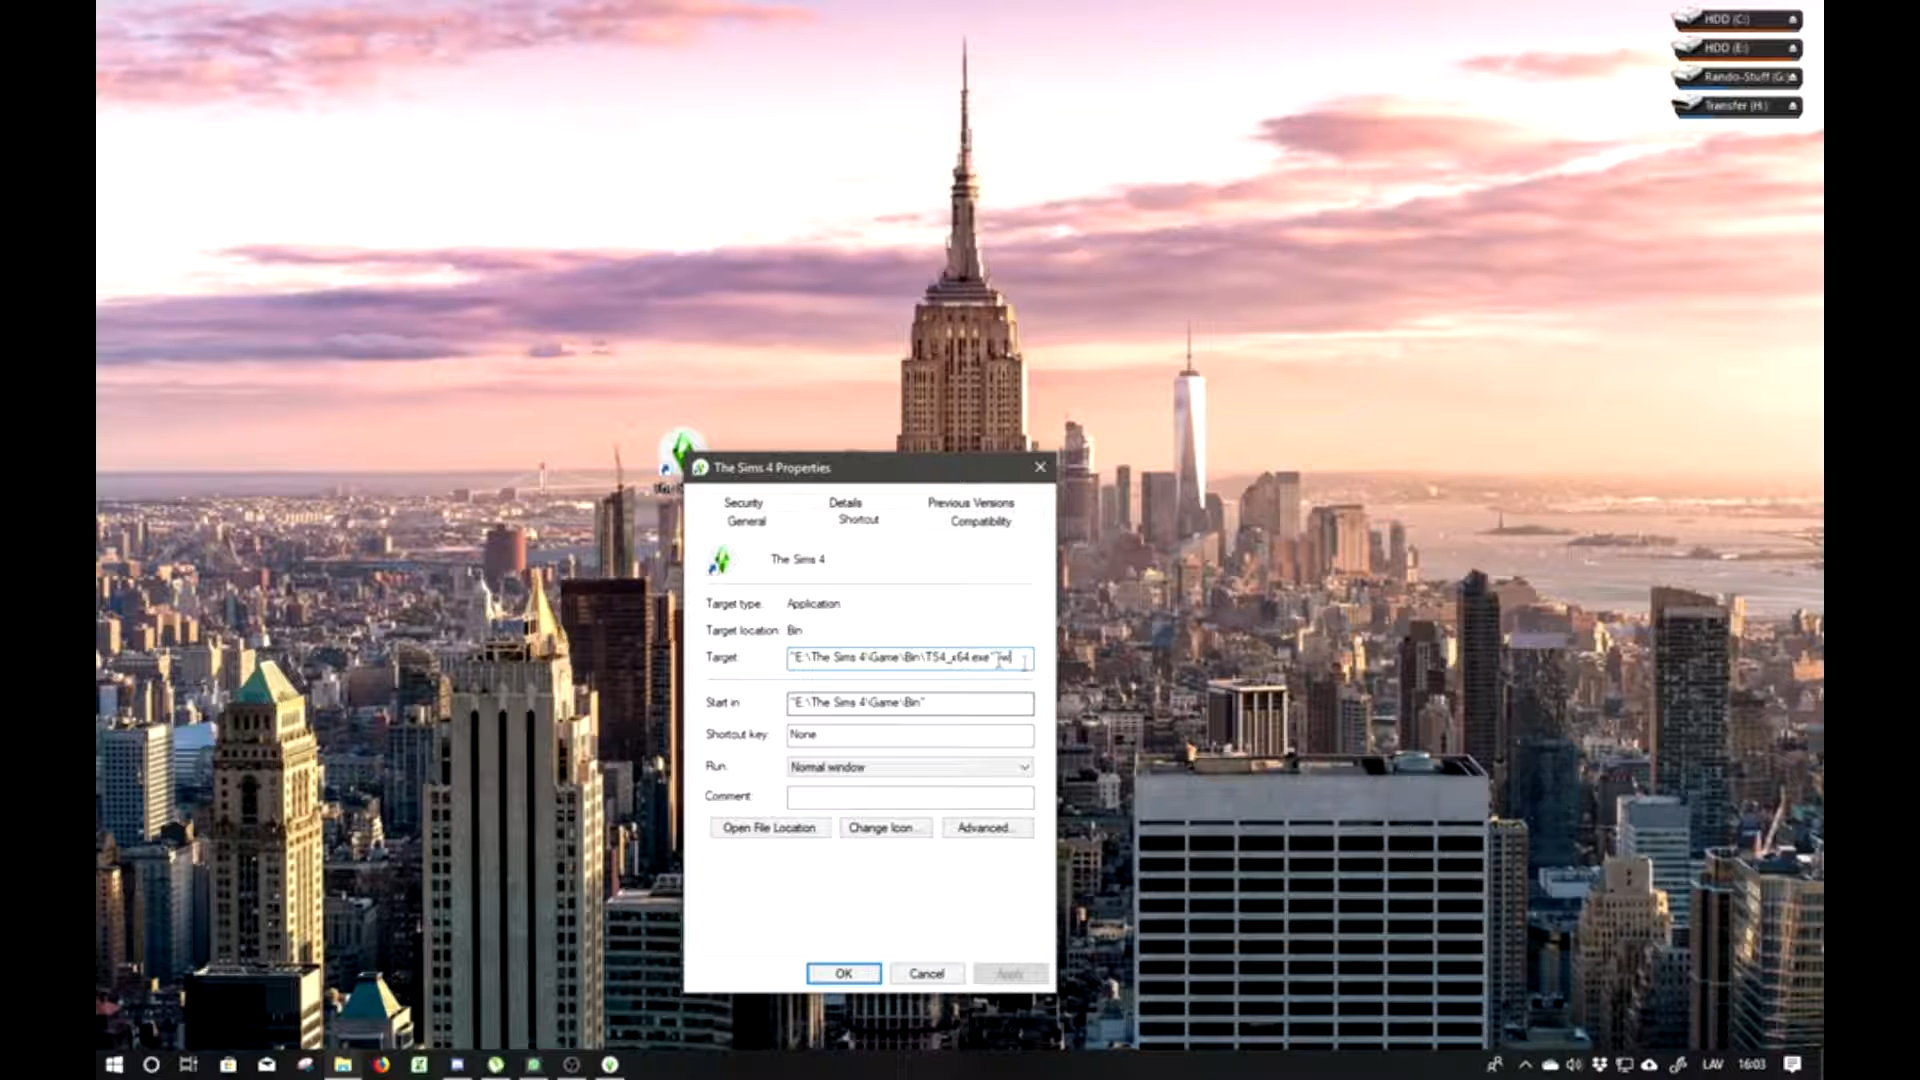 HDD (C:)
HDD (E:)
Rando-Stuff (G:)
Transfer (H:)
The Sims 4 Properties
Security Details Previous Versions
General Shortcut Compatibility
The Sims 4
Target type: Application
Target location: Bin
Target: "E:\The Sims 4\Game\Bin\TS4_x64.exe"
Start in: "E:\The Sims 4\Game\Bin"
Shortcut key: None
Run: Normal window
Comment:
Open File Location Change Icon... Advanced...
OK Cancel Apply
LAV 16:03